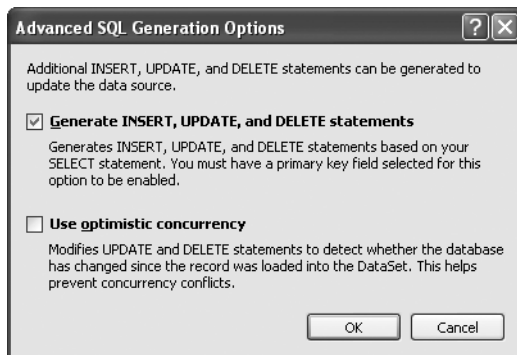 Advanced SQL Generation Options
Additional INSERT, UPDATE, and DELETE statements can be generated to
update the data source.
Generate INSERT, UPDATE, and DELETE statements
Generates INSERT, UPDATE, and DELETE statements based on your
SELECT statement. You must have a primary key field selected for this
option to be enabled.
Use optimistic concurrency
Modifies UPDATE and DELETE statements to detect whether the database
has changed since the record was loaded into the DataSet. This helps
prevent concurrency conflicts.
OK Cancel